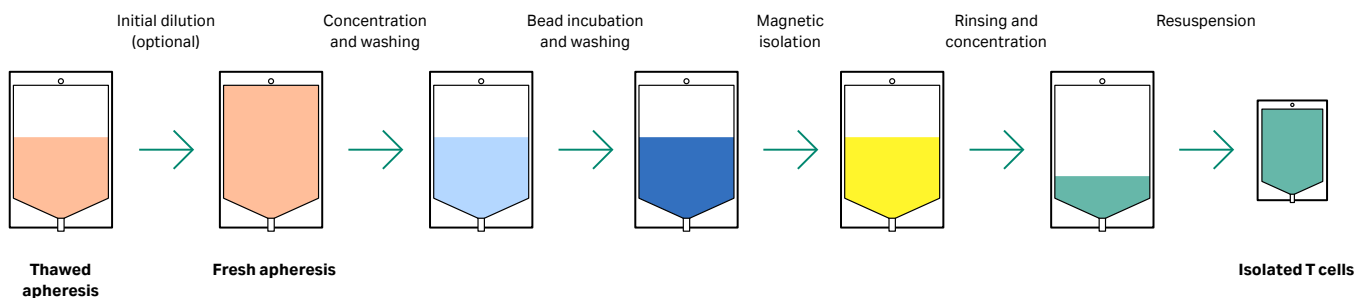 Initial dilution
(optional)
Concentration
and washing
Bead incubation
and washing
Magnetic
isolation
Rinsing and
concentration
Resuspension
Thawed
apheresis
Fresh apheresis
Isolated T cells